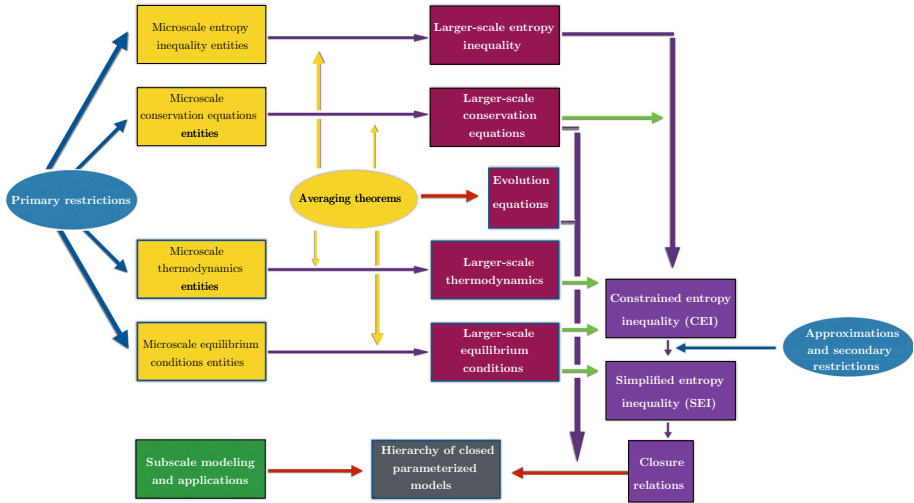 Microscale entropy
inequality entities
Larger-scale entropy
inequality
Microscale
conservation equations
entities
Larger-scale
conservation
equations
Primary restrictions
Averaging theorems
Evolution
equations
Microscale
thermodynamics
entities
Larger-scale
thermodynamics
Constrained entropy
inequality (CEI)
Microscale equilibrium
conditions entities
Larger-scale
equilibrium
conditions
Approximations
and secondary
restrictions
Simplified entropy
inequality (SEI)
Subscale modeling
and applications
Hierarchy of closed
parameterized
models
Closure
relations